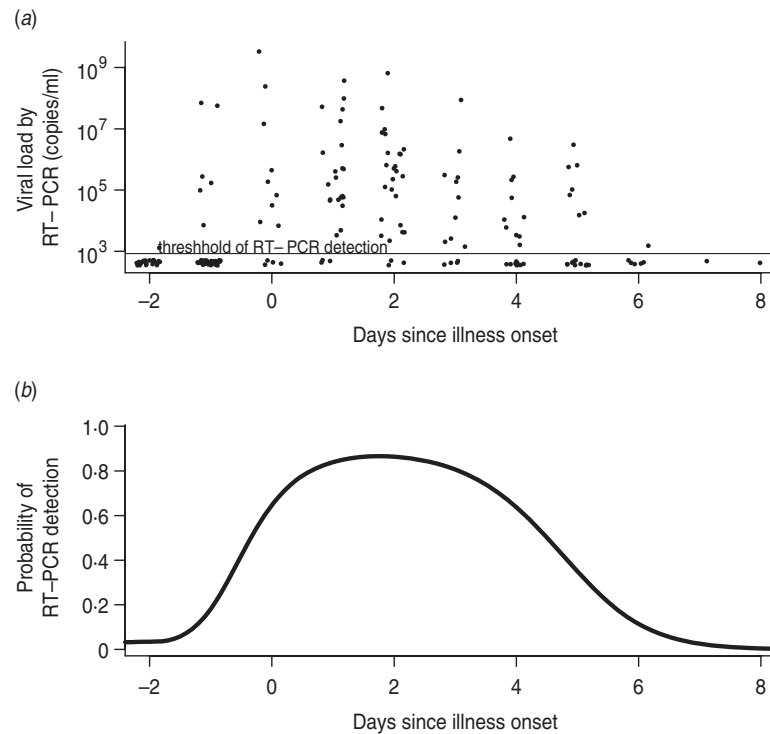 (a)
Viral load by
RT– PCR (copies/ml)
10⁹
10⁷
10⁵
10³
threshhold of RT– PCR detection
–2 0 2 4 6 8
Days since illness onset
(b)
Probability of
RT–PCR detection
1·0
0·8
0·6
0·4
0·2
0
–2 0 2 4 6 8
Days since illness onset